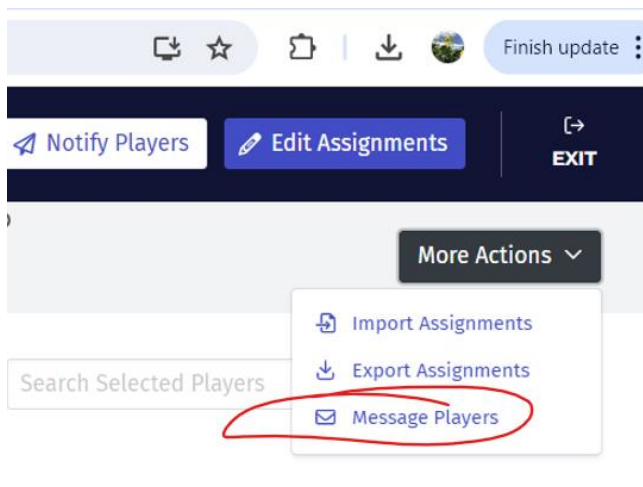 Finish update
Notify Players
Edit Assignments
EXIT
More Actions
Import Assignments
Search Selected Players
Export Assignments
Message Players